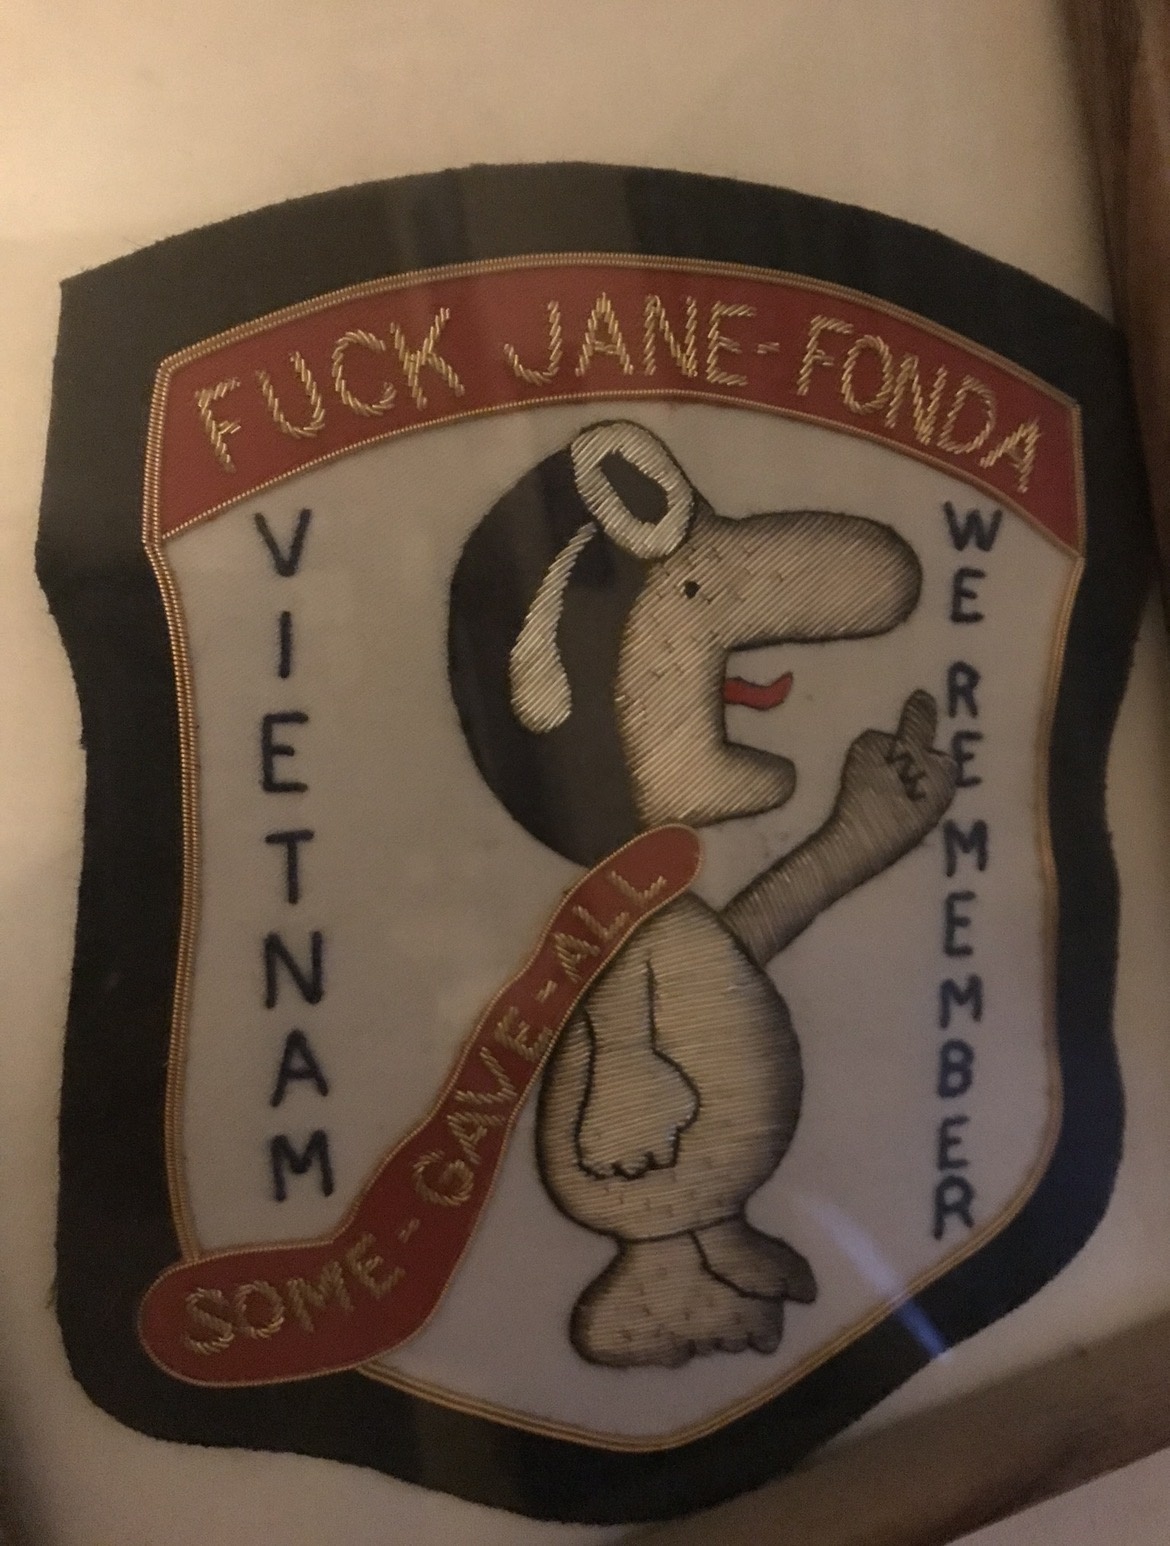 FUCK JANE-FONDA
VIETNAM
WE REMEMBER
SOME-GAVE-ALL